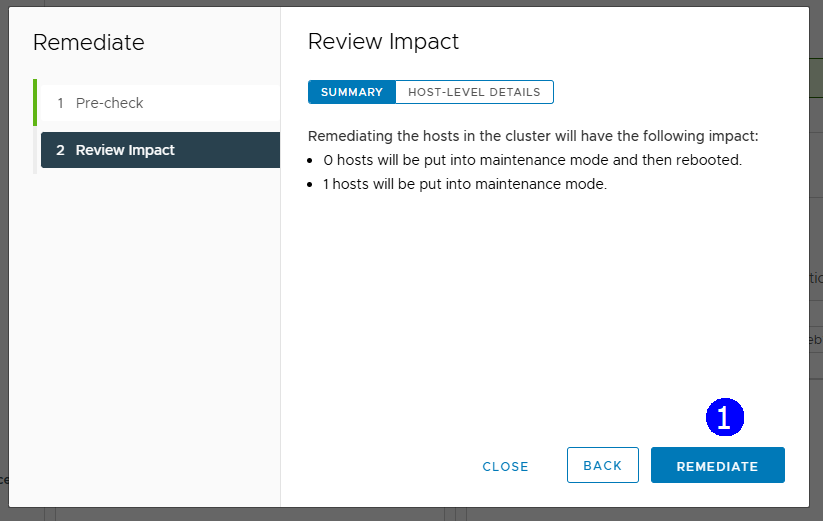 Remediate
1 Pre-check
2 Review Impact
Review Impact
SUMMARY
HOST-LEVEL DETAILS
Remediating the hosts in the cluster will have the following impact:
• 0 hosts will be put into maintenance mode and then rebooted.
• 1 hosts will be put into maintenance mode.
1
CLOSE
BACK
REMEDIATE